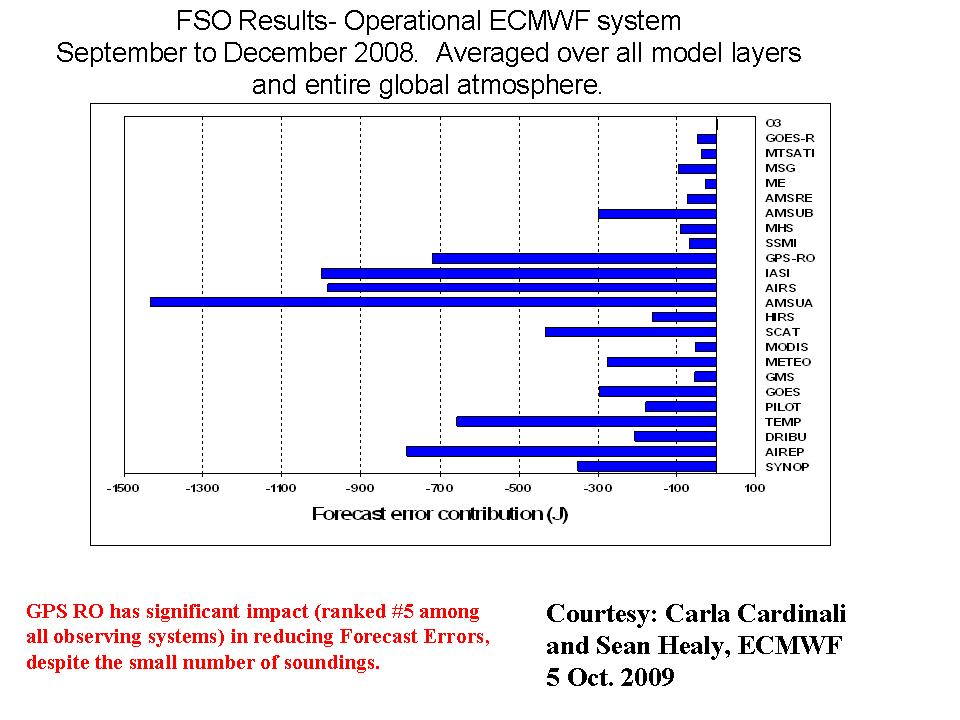 FSO Results- Operational ECMWF system
September to December 2008.  Averaged over all model layers
and entire global atmosphere.
O3
GOES-R
MTSATI
MSG
ME
AMSRE
AMSUB
MHS
SSMI
GPS-RO
IASI
AIRS
AMSUA
HIRS
SCAT
MODIS
METEO
GMS
GOES
PILOT
TEMP
DRIBU
AIREP
SYNOP
-1500 -1300 -1100 -900 -700 -500 -300 -100 100
Forecast error contribution (J)
GPS RO has significant impact (ranked #5 among
all observing systems) in reducing Forecast Errors,
despite the small number of soundings.
Courtesy: Carla Cardinali
and Sean Healy, ECMWF
5 Oct. 2009